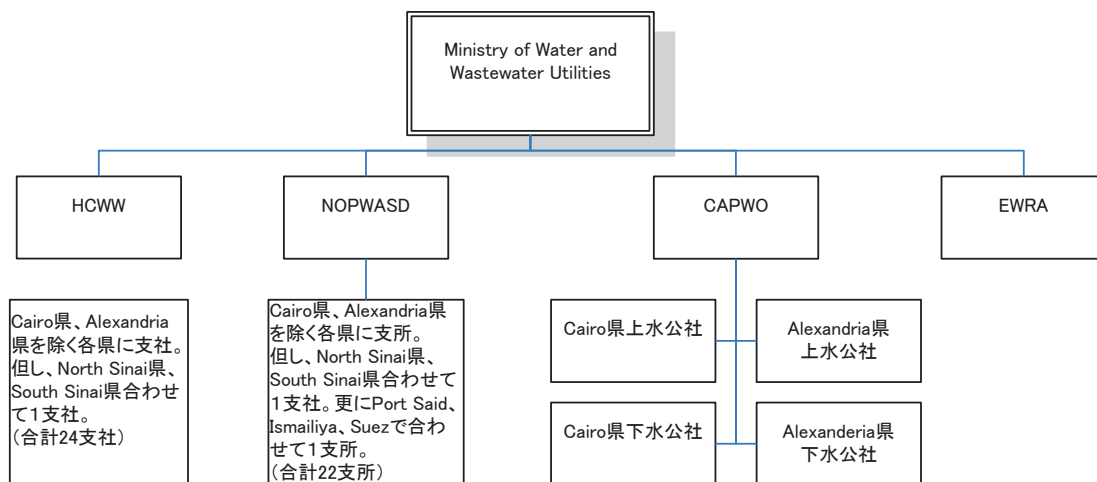 Ministry of Water and
Wastewater Utilities
HCWW
NOPWASD
CAPWO
EWRA
Cairo県、Alexandria
県を除く各県に支社。
但し、North Sinai県、
South Sinai県合わせ
て1支社。
(合計24支社)
Cairo県、Alexandria県
を除く各県に支所。
但し、North Sinai県、
South Sinai県合わせて
1支社。更にPort Said、
Ismailiya、Suezで合わ
せて1支所。
(合計22支所)
Cairo県上水公社
Alexandria県
上水公社
Cairo県下水公社
Alexanderia県
下水公社